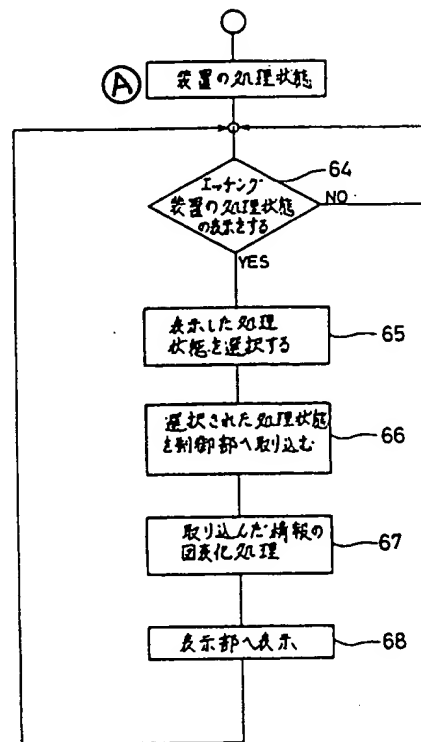 Ⓐ 装置の処理状態
64
エッチング
装置の処理状態
の表示をする
NO
YES
表示した処理
状態を選択する
65
選択された処理状態
を制御部へ取り込む
66
取り込んだ情報の
図表化処理
67
表示部へ表示
68